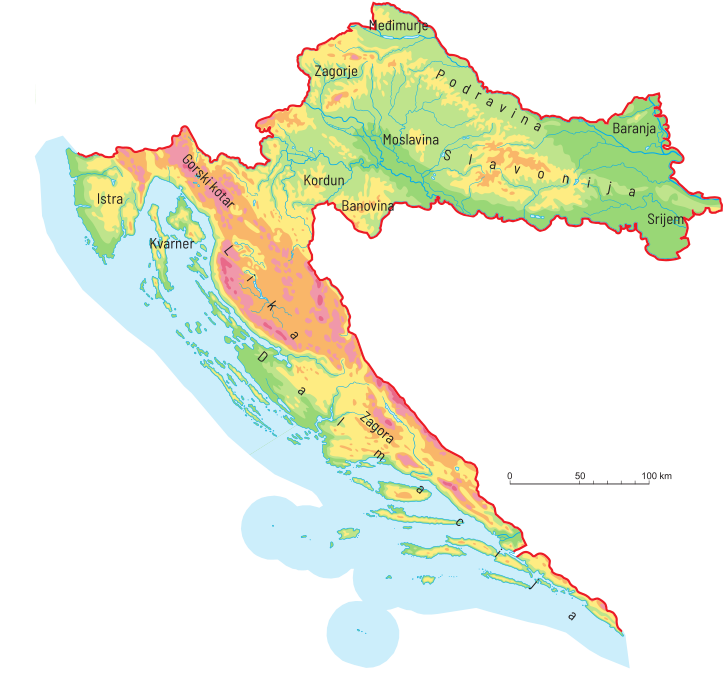 Međimurje
Zagorje
Podravina
Baranja
Moslavina
Slavonija
Gorski kotar
Kordun
Istra
Banovina
Srijem
Kvarner
Lika
Dalmacija
Zagora
0 50 100 km